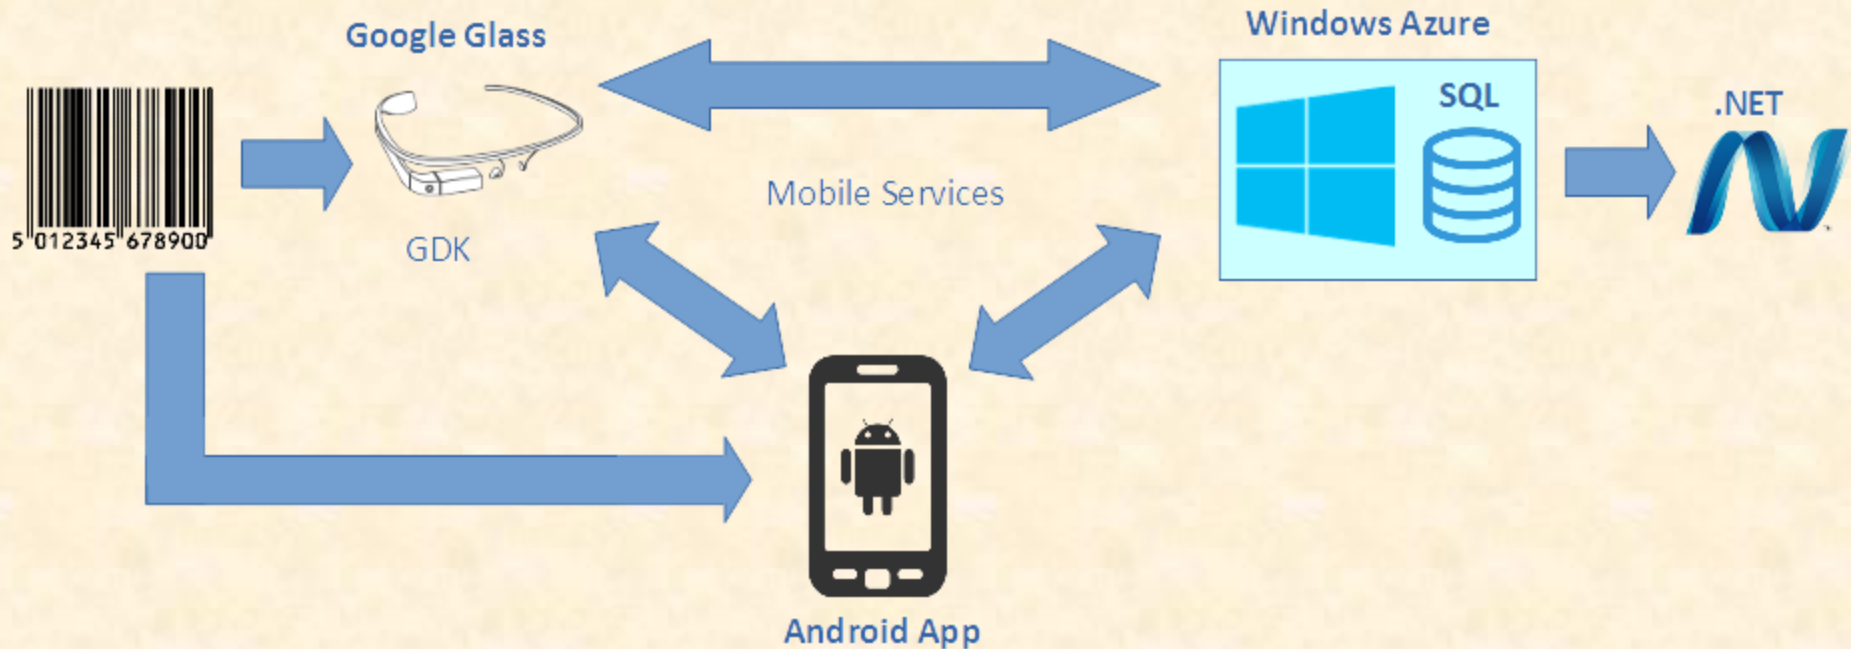 Google Glass
Windows Azure
SQL
.NET
Mobile Services
5 012345 678900
GDK
Android App